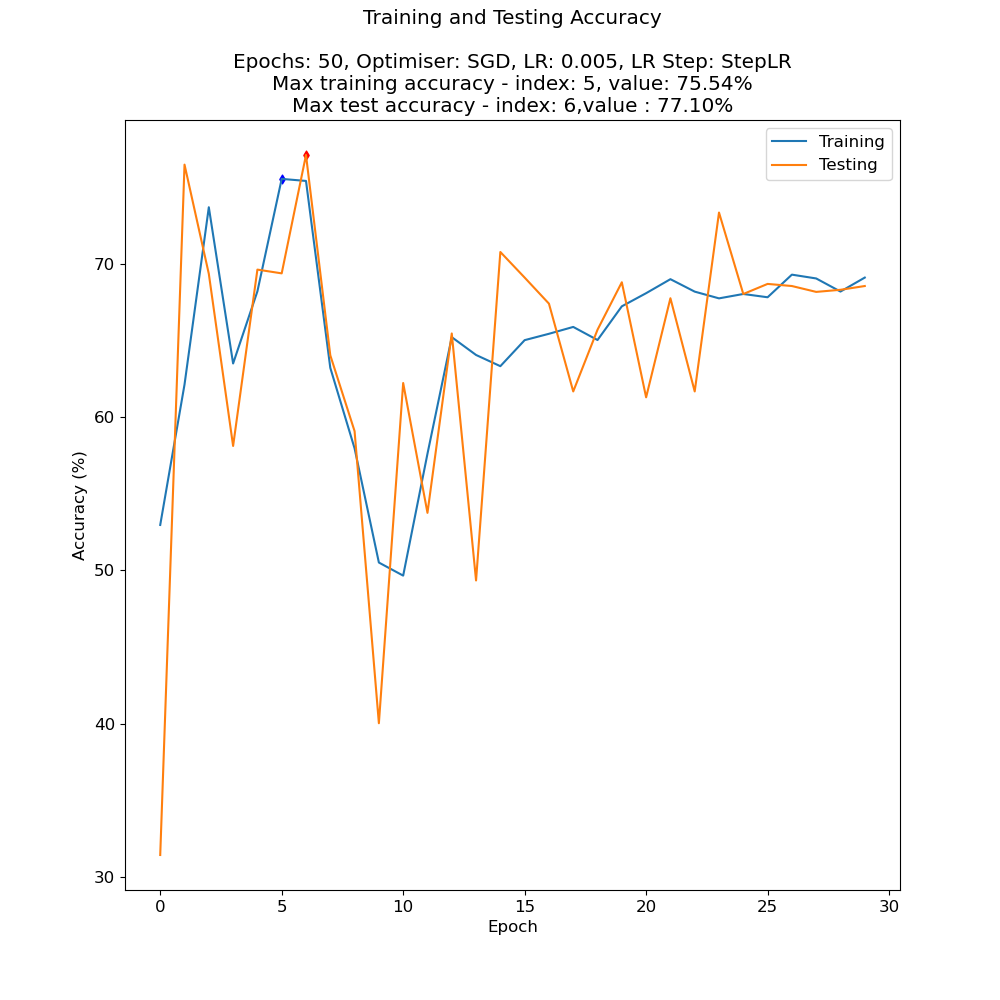 Training and Testing Accuracy
Epochs: 50, Optimiser: SGD, LR: 0.005, LR Step: StepLR
Max training accuracy - index: 5, value: 75.54%
Max test accuracy - index: 6,value : 77.10%
Training
Testing
Accuracy (%)
70
60
50
40
30
0 5 10 15 20 25 30
Epoch